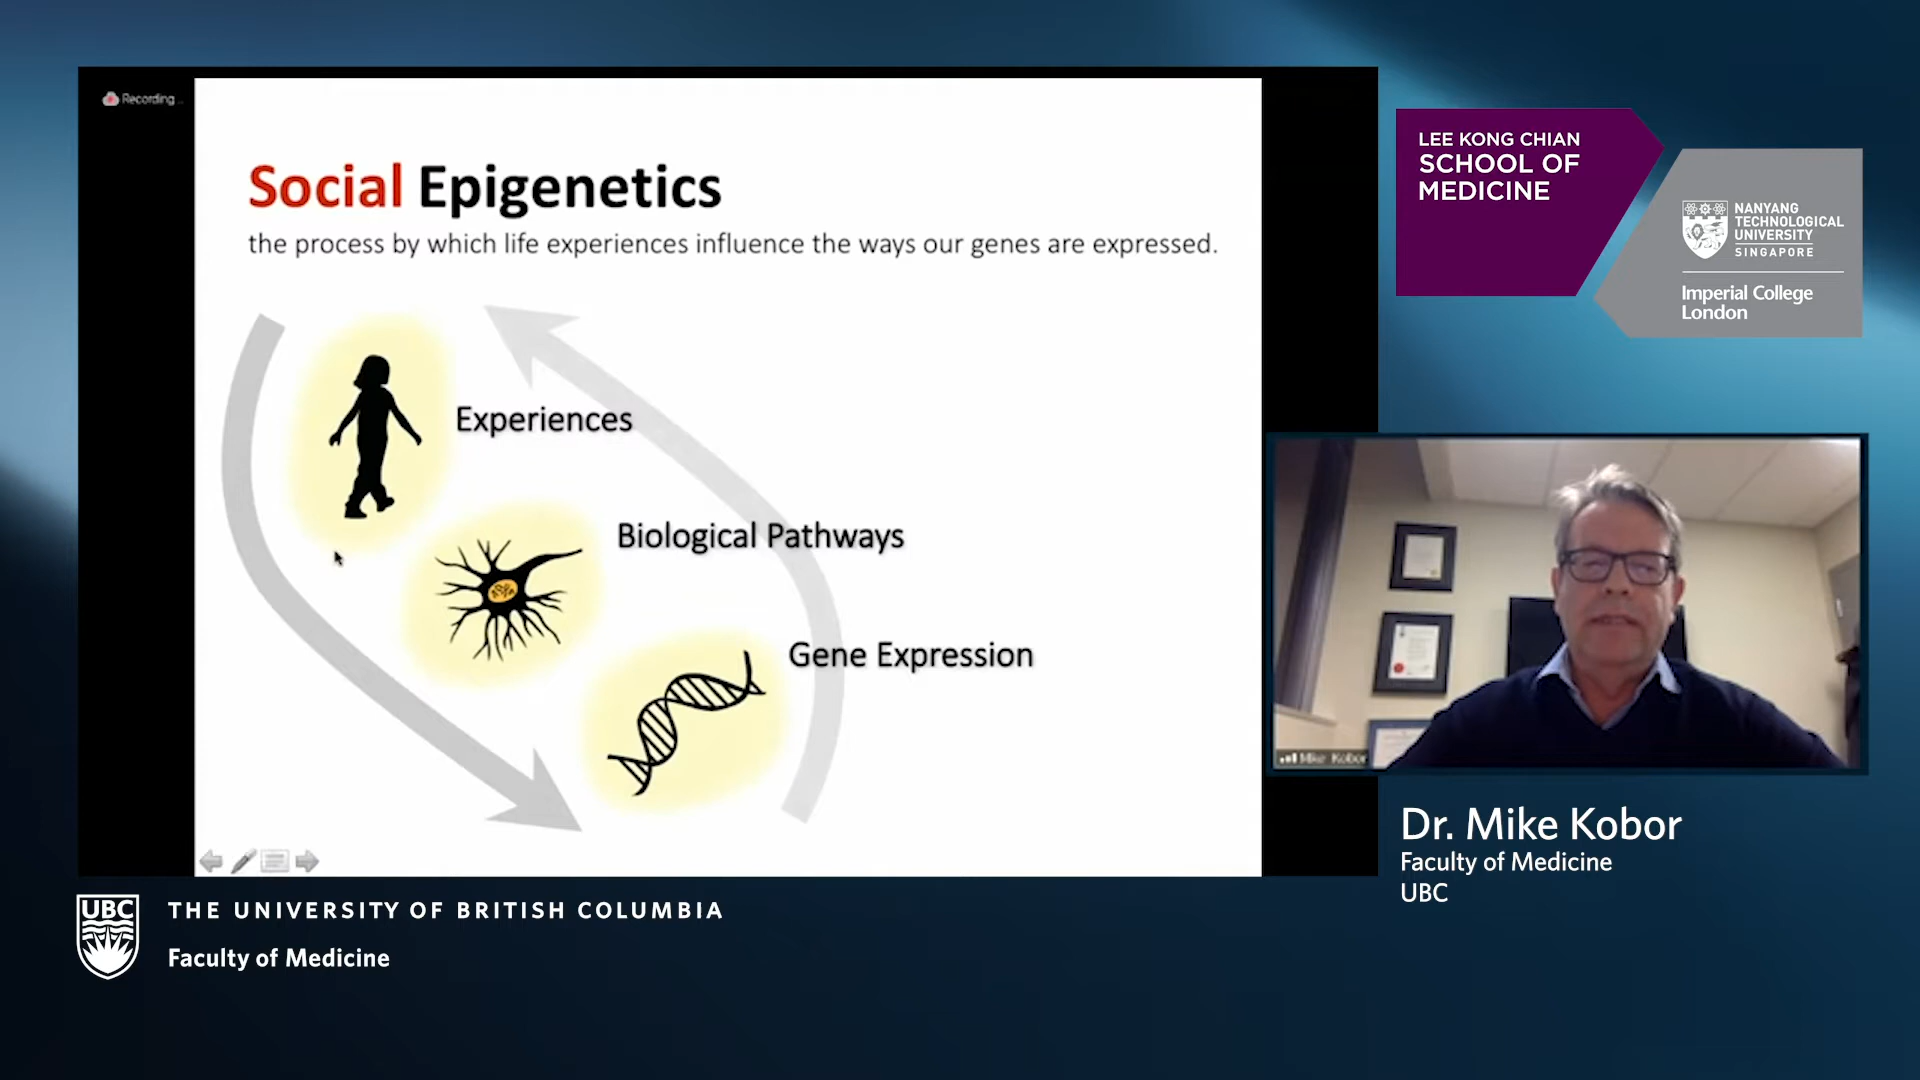 Recording ...
Social Epigenetics
the process by which life experiences influence the ways our genes are expressed.
Experiences
Biological Pathways
Gene Expression
LEE KONG CHIAN
SCHOOL OF
MEDICINE
NANYANG
TECHNOLOGICAL
UNIVERSITY
SINGAPORE
Imperial College
London
Mike Kobor
Dr. Mike Kobor
Faculty of Medicine
UBC
UBC
THE UNIVERSITY OF BRITISH COLUMBIA
Faculty of Medicine